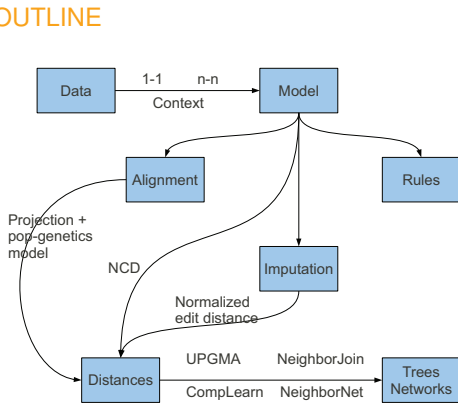 OUTLINE
1-1 n-n
Data
Model
Context
Alignment
Rules
Projection +
pop-genetics
model
NCD
Imputation
Normalized
edit distance
UPGMA NeighborJoin
Distances
Trees
Networks
CompLearn NeighborNet